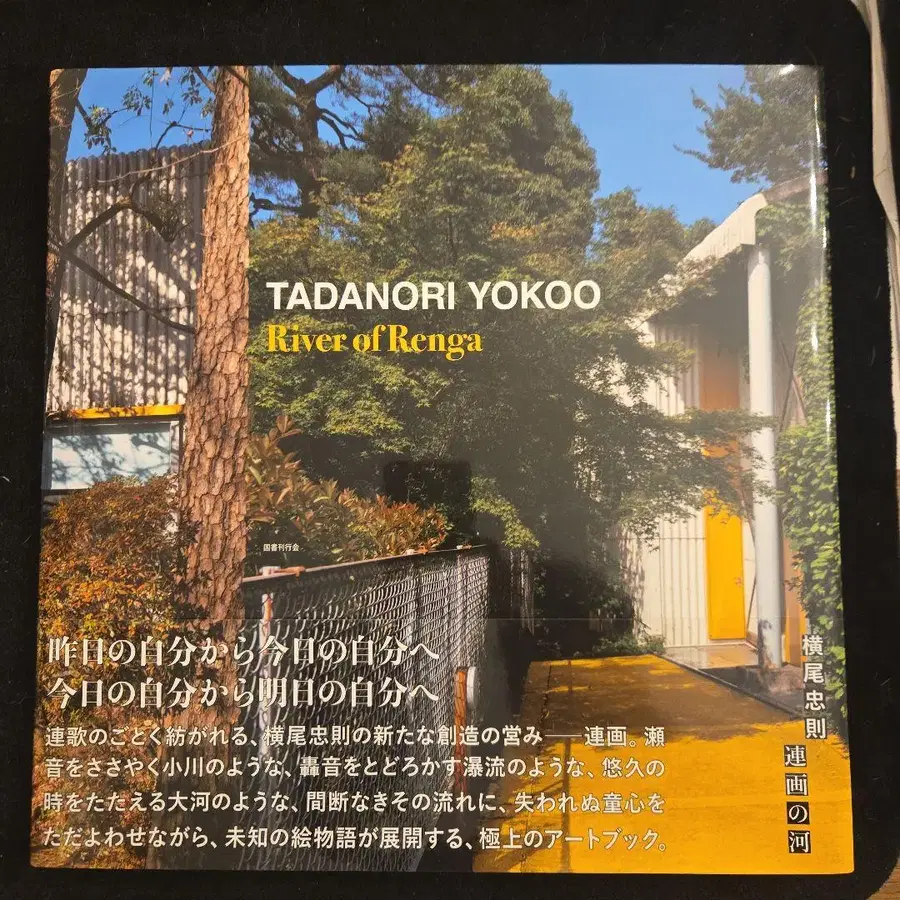 TADANORI YOKOO
River of Renga
国書刊行会
昨日の自分から今日の自分へ
今日の自分から明日の自分へ
連歌のごとく紡がれる、横尾忠則の新たな創造の営み──連画。瀬
音をささやく小川のような、轟音をとどろかす瀑流のような、悠久の
時をたたえる大河のような、間断なきその流れに、失われぬ童心を
ただよわせながら、未知の絵物語が展開する、極上のアートブック。
横尾忠則
連画の河